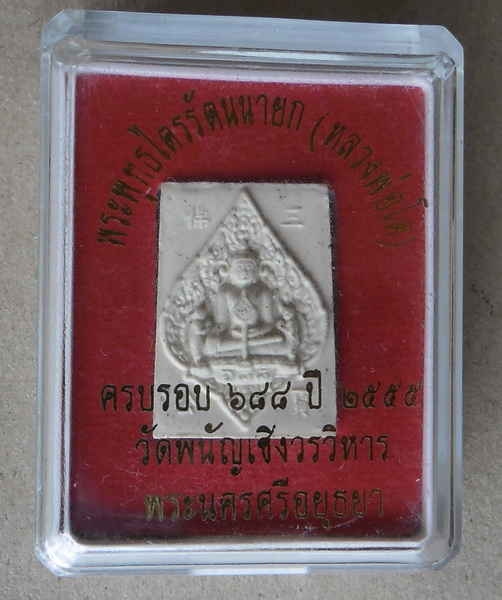 พระพุทธไตรรัตนนายก (หลวงพ่อโต)
三
佛
ครบรอบ ๖๘๘ ปี ๒๕๕๕
วัดพนัญเชิงวรวิหาร
พระนครศรีอยุธยา